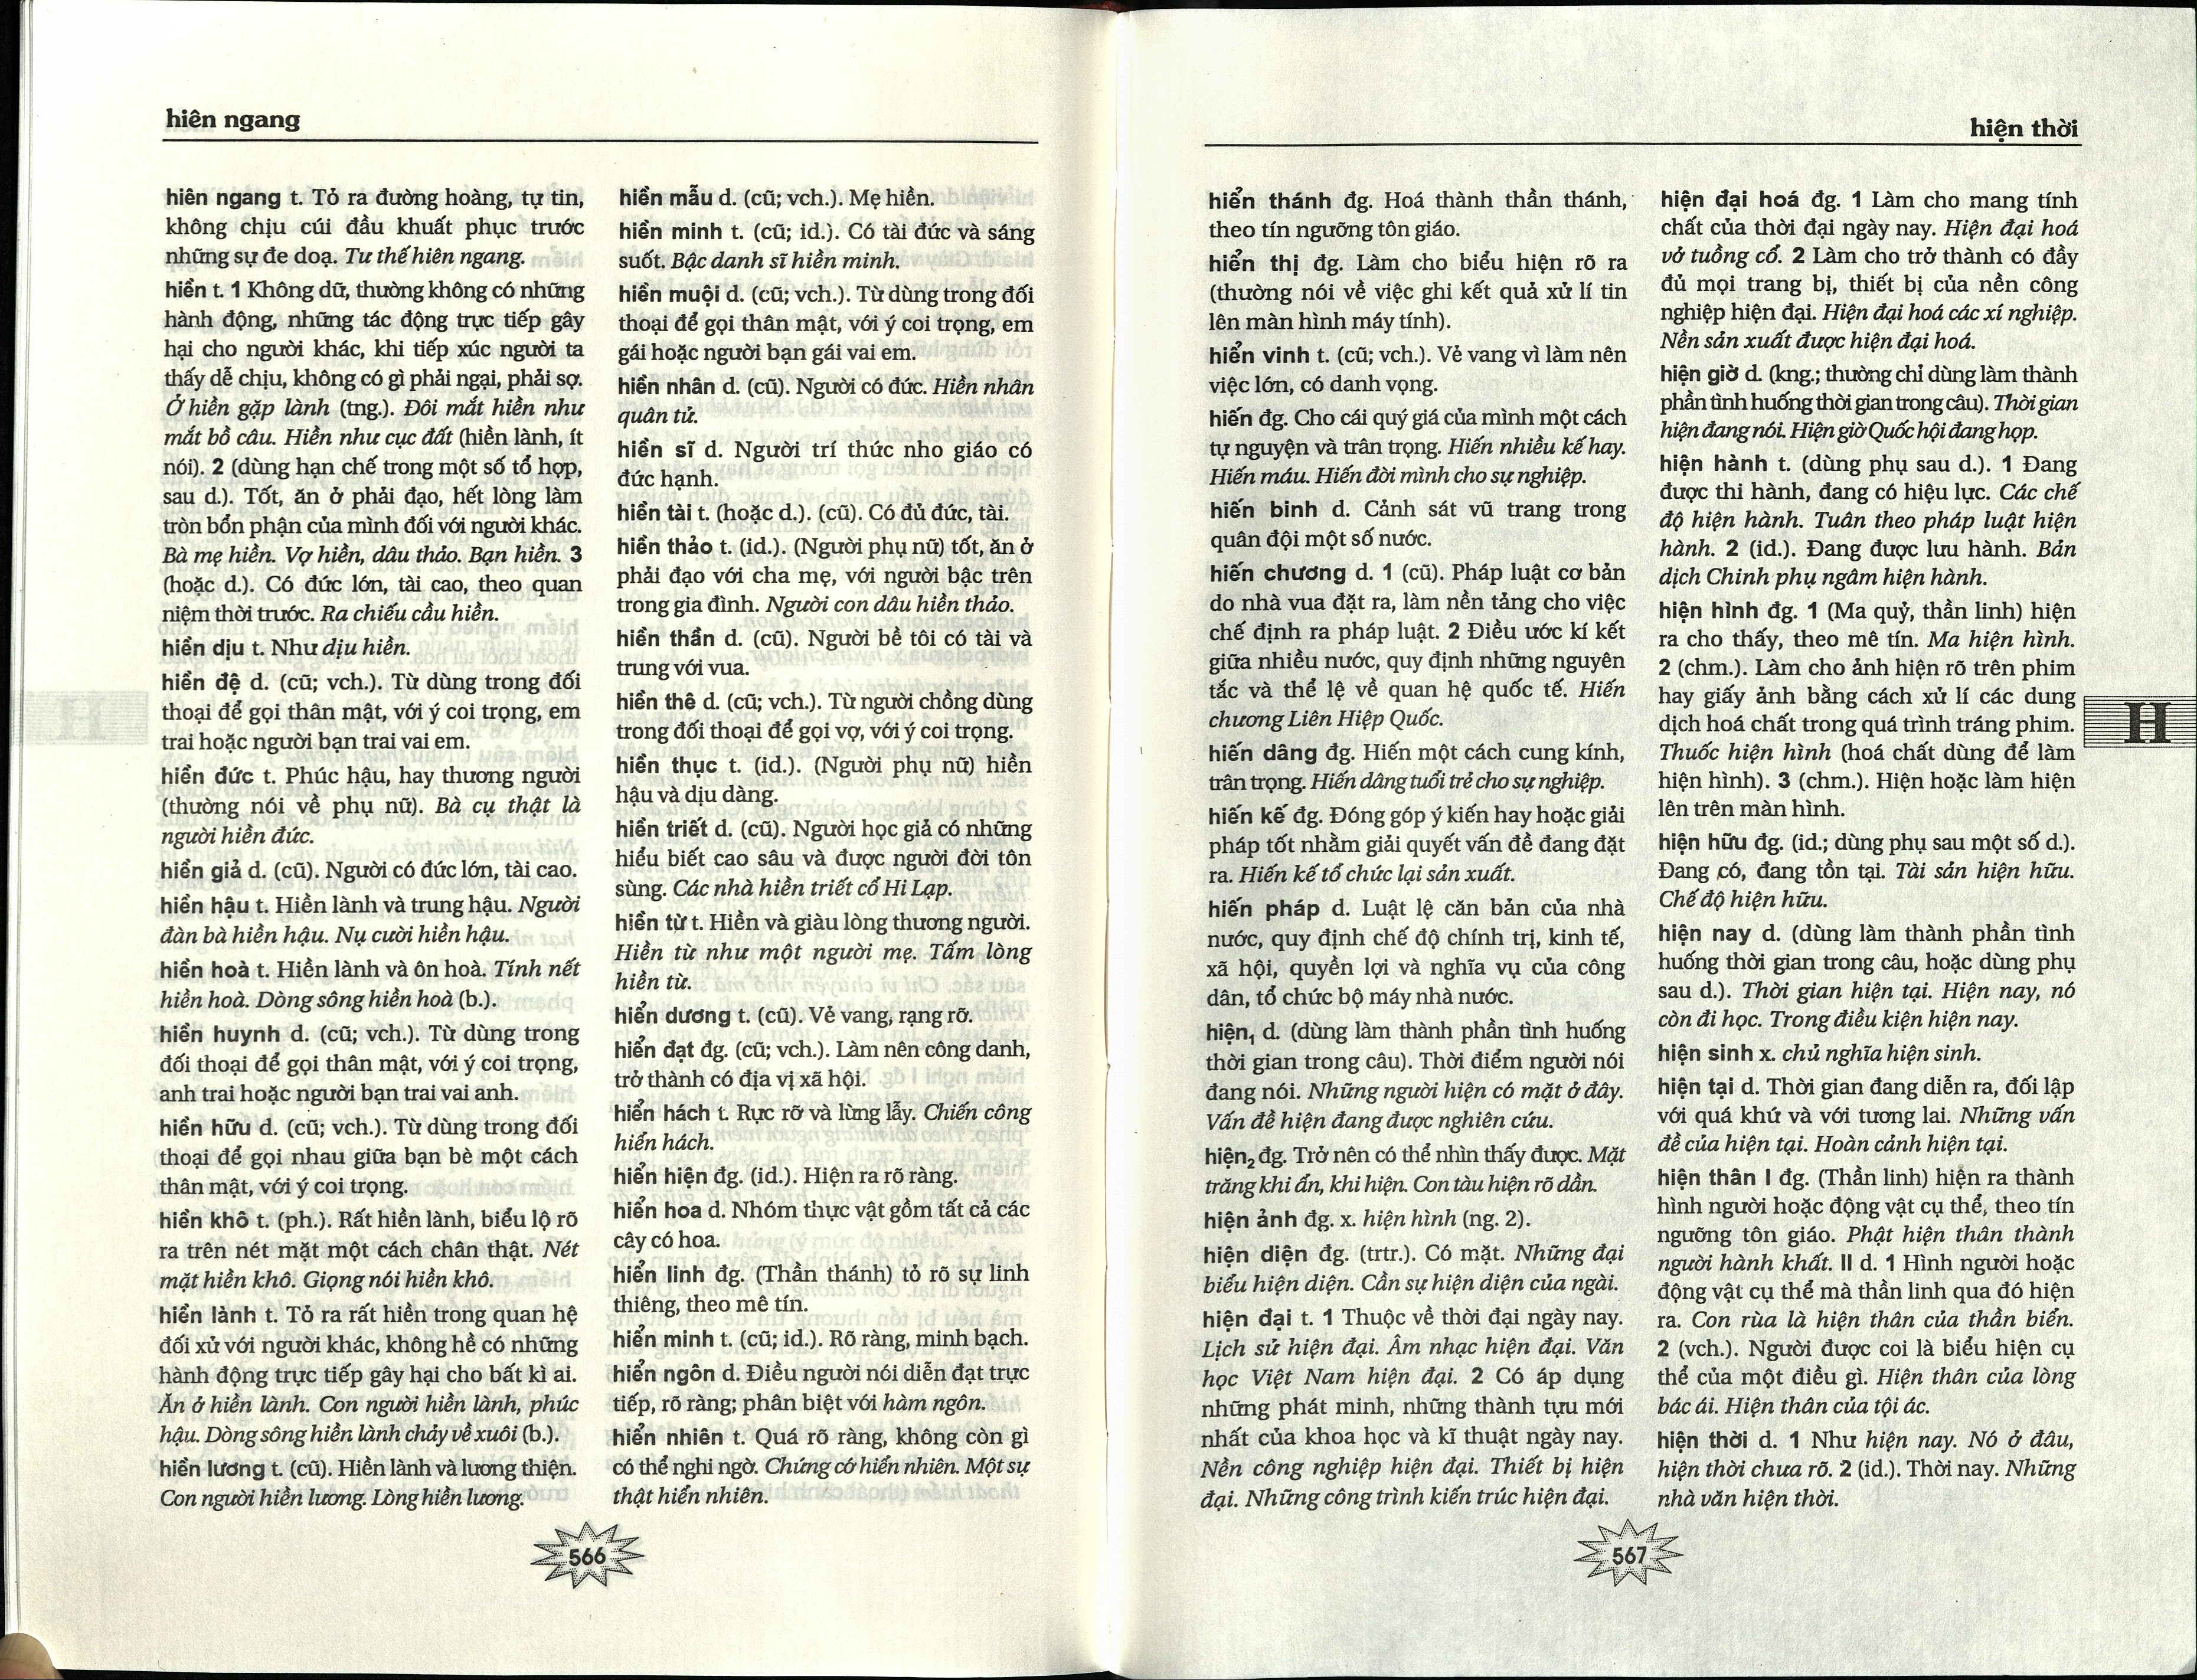 hiên ngang
hiên ngang t. Tỏ ra đường hoàng, tự tin,
không chịu cúi đầu khuất phục trước
những sự đe doạ. Tư thế hiên ngang.
hiền t. 1 Không dữ, thường không có những
hành động, những tác động trực tiếp gây
hại cho người khác, khi tiếp xúc người ta
thấy dễ chịu, không có gì phải ngại, phải sợ.
Ở hiền gặp lành (tng.). Đôi mắt hiền như
mắt bồ câu. Hiền như cục đất (hiền lành, ít
nói). 2 (dùng hạn chế trong một số tổ hợp,
sau d.). Tốt, ăn ở phải đạo, hết lòng làm
tròn bổn phận của mình đối với người khác.
Bà mẹ hiền. Vợ hiền, dâu thảo. Bạn hiền. 3
(hoặc d.). Có đức lớn, tài cao, theo quan
niệm thời trước. Ra chiếu cầu hiền.
hiền dịu t. Như dịu hiền.
hiền đệ d. (cũ; vch.). Từ dùng trong đối
thoại để gọi thân mật, với ý coi trọng, em
trai hoặc người bạn trai vai em.
hiền đức t. Phúc hậu, hay thương người
(thường nói về phụ nữ). Bà cụ thật là
người hiền đức.
hiền giả d. (cũ). Người có đức lớn, tài cao.
hiền hậu t. Hiền lành và trung hậu. Người
đàn bà hiền hậu. Nụ cười hiền hậu.
hiền hoà t. Hiền lành và ôn hoà. Tính nết
hiền hoà. Dòng sông hiền hoà (b.).
hiền huynh d. (cũ; vch.). Từ dùng trong
đối thoại để gọi thân mật, với ý coi trọng,
anh trai hoặc người bạn trai vai anh.
hiền hữu d. (cũ; vch.). Từ dùng trong đối
thoại để gọi nhau giữa bạn bè một cách
thân mật, với ý coi trọng.
hiền khô t. (ph.). Rất hiền lành, biểu lộ rõ
ra trên nét mặt một cách chân thật. Nét
mặt hiền khô. Giọng nói hiền khô.
hiền lành t. Tỏ ra rất hiền trong quan hệ
đối xử với người khác, không hề có những
hành động trực tiếp gây hại cho bất kì ai.
Ăn ở hiền lành. Con người hiền lành, phúc
hậu. Dòng sông hiền lành chảy về xuôi (b.).
hiền lương t. (cũ). Hiền lành và lương thiện.
Con người hiền lương. Lòng hiền lương.
hiền mẫu d. (cũ; vch.). Mẹ hiền.
hiền minh t. (cũ; id.). Có tài đức và sáng
suốt. Bậc danh sĩ hiền minh.
hiền muội d. (cũ; vch.). Từ dùng trong đối
thoại để gọi thân mật, với ý coi trọng, em
gái hoặc người bạn gái vai em.
hiền nhân d. (cũ). Người có đức. Hiền nhân
quân tử.
hiền sĩ d. Người trí thức nho giáo có
đức hạnh.
hiền tài t. (hoặc d.). (cũ). Có đủ đức, tài.
hiền thảo t. (id.). (Người phụ nữ) tốt, ăn ở
phải đạo với cha mẹ, với người bậc trên
trong gia đình. Người con dâu hiền thảo.
hiền thần d. (cũ). Người bề tôi có tài và
trung với vua.
hiền thê d. (cũ; vch.). Từ người chồng dùng
trong đối thoại để gọi vợ, với ý coi trọng.
hiền thục t. (id.). (Người phụ nữ) hiền
hậu và dịu dàng.
hiền triết d. (cũ). Người học giả có những
hiểu biết cao sâu và được người đời tôn
sùng. Các nhà hiền triết cổ Hi Lạp.
hiền từ t. Hiền và giàu lòng thương người.
Hiền từ như một người mẹ. Tấm lòng
hiền từ.
hiển dương t. (cũ). Vẻ vang, rạng rỡ.
hiển đạt đg. (cũ; vch.). Làm nên công danh,
trở thành có địa vị xã hội.
hiển hách t. Rực rỡ và lừng lẫy. Chiến công
hiển hách.
hiển hiện đg. (id.). Hiện ra rõ ràng.
hiển hoa d. Nhóm thực vật gồm tất cả các
cây có hoa.
hiển linh đg. (Thần thánh) tỏ rõ sự linh
thiêng, theo mê tín.
hiển minh t. (cũ; id.). Rõ ràng, minh bạch.
hiển ngôn d. Điều người nói diễn đạt trực
tiếp, rõ ràng; phân biệt với hàm ngôn.
hiển nhiên t. Quá rõ ràng, không còn gì
có thể nghi ngờ. Chứng cớ hiển nhiên. Một sự
thật hiển nhiên.
566
hiện thời
hiển thánh đg. Hoá thành thần thánh,
theo tín ngưỡng tôn giáo.
hiển thị đg. Làm cho biểu hiện rõ ra
(thường nói về việc ghi kết quả xử lí tin
lên màn hình máy tính).
hiển vinh t. (cũ; vch.). Vẻ vang vì làm nên
việc lớn, có danh vọng.
hiến đg. Cho cái quý giá của mình một cách
tự nguyện và trân trọng. Hiến nhiều kế hay.
Hiến máu. Hiến đời mình cho sự nghiệp.
hiến binh d. Cảnh sát vũ trang trong
quân đội một số nước.
hiến chương d. 1 (cũ). Pháp luật cơ bản
do nhà vua đặt ra, làm nền tảng cho việc
chế định ra pháp luật. 2 Điều ước kí kết
giữa nhiều nước, quy định những nguyên
tắc và thể lệ về quan hệ quốc tế. Hiến
chương Liên Hiệp Quốc.
hiến dâng đg. Hiến một cách cung kính,
trân trọng. Hiến dâng tuổi trẻ cho sự nghiệp.
hiến kế đg. Đóng góp ý kiến hay hoặc giải
pháp tốt nhằm giải quyết vấn đề đang đặt
ra. Hiến kế tổ chức lại sản xuất.
hiến pháp d. Luật lệ căn bản của nhà
nước, quy định chế độ chính trị, kinh tế,
xã hội, quyền lợi và nghĩa vụ của công
dân, tổ chức bộ máy nhà nước.
hiện₁ d. (dùng làm thành phần tình huống
thời gian trong câu). Thời điểm người nói
đang nói. Những người hiện có mặt ở đây.
Vấn đề hiện đang được nghiên cứu.
hiện₂ đg. Trở nên có thể nhìn thấy được. Mặt
trăng khi ẩn, khi hiện. Con tàu hiện rõ dần.
hiện ảnh đg. x. hiện hình (ng. 2).
hiện diện đg. (trtr.). Có mặt. Những đại
biểu hiện diện. Cần sự hiện diện của ngài.
hiện đại t. 1 Thuộc về thời đại ngày nay.
Lịch sử hiện đại. Âm nhạc hiện đại. Văn
học Việt Nam hiện đại. 2 Có áp dụng
những phát minh, những thành tựu mới
nhất của khoa học và kĩ thuật ngày nay.
Nền công nghiệp hiện đại. Thiết bị hiện
đại. Những công trình kiến trúc hiện đại.
hiện đại hoá đg. 1 Làm cho mang tính
chất của thời đại ngày nay. Hiện đại hoá
vở tuồng cổ. 2 Làm cho trở thành có đầy
đủ mọi trang bị, thiết bị của nền công
nghiệp hiện đại. Hiện đại hoá các xí nghiệp.
Nền sản xuất được hiện đại hoá.
hiện giờ d. (kng.; thường chỉ dùng làm thành
phần tình huống thời gian trong câu). Thời gian
hiện đang nói. Hiện giờ Quốc hội đang họp.
hiện hành t. (dùng phụ sau d.). 1 Đang
được thi hành, đang có hiệu lực. Các chế
độ hiện hành. Tuân theo pháp luật hiện
hành. 2 (id.). Đang được lưu hành. Bản
dịch Chinh phụ ngâm hiện hành.
hiện hình đg. 1 (Ma quỷ, thần linh) hiện
ra cho thấy, theo mê tín. Ma hiện hình.
2 (chm.). Làm cho ảnh hiện rõ trên phim
hay giấy ảnh bằng cách xử lí các dung
dịch hoá chất trong quá trình tráng phim.
Thuốc hiện hình (hoá chất dùng để làm
hiện hình). 3 (chm.). Hiện hoặc làm hiện
lên trên màn hình.
hiện hữu đg. (id.; dùng phụ sau một số d.).
Đang có, đang tồn tại. Tài sản hiện hữu.
Chế độ hiện hữu.
hiện nay d. (dùng làm thành phần tình
huống thời gian trong câu, hoặc dùng phụ
sau d.). Thời gian hiện tại. Hiện nay, nó
còn đi học. Trong điều kiện hiện nay.
hiện sinh x. chủ nghĩa hiện sinh.
hiện tại d. Thời gian đang diễn ra, đối lập
với quá khứ và với tương lai. Những vấn
đề của hiện tại. Hoàn cảnh hiện tại.
hiện thân I đg. (Thần linh) hiện ra thành
hình người hoặc động vật cụ thể, theo tín
ngưỡng tôn giáo. Phật hiện thân thành
người hành khất. II d. 1 Hình người hoặc
động vật cụ thể mà thần linh qua đó hiện
ra. Con rùa là hiện thân của thần biển.
2 (vch.). Người được coi là biểu hiện cụ
thể của một điều gì. Hiện thân của lòng
bác ái. Hiện thân của tội ác.
hiện thời d. 1 Như hiện nay. Nó ở đâu,
hiện thời chưa rõ. 2 (id.). Thời nay. Những
nhà văn hiện thời.
H
567